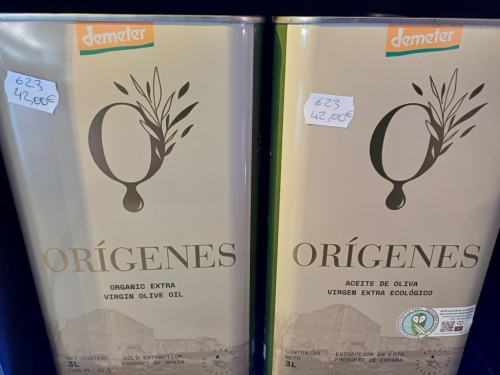 demeter
623
42,00€
ORÍGENES
ORGANIC EXTRA
VIRGIN OLIVE OIL
NET CONTENT
3L
COLD EXTRACTION
PRODUCT OF SPAIN
demeter
623
42,00€
ORÍGENES
ACEITE DE OLIVA
VIRGEN EXTRA ECOLÓGICO
CONTENIDO
NETO
3L
EXTRACCIÓN EN FRÍO
PRODUCTO DE ESPAÑA